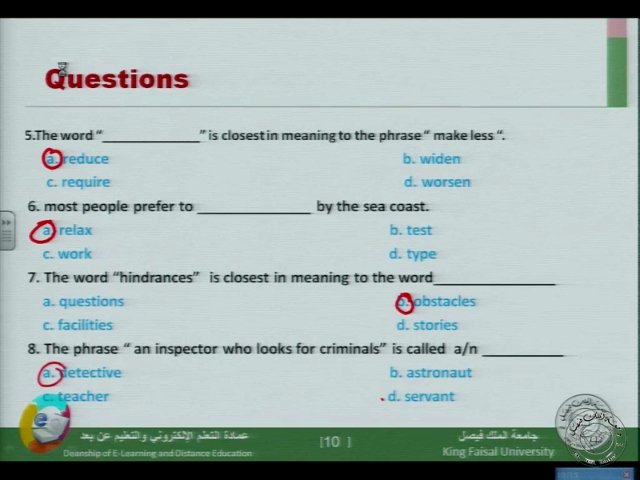 Questions
5.The word “______________” is closest in meaning to the phrase “ make less “.
a. reduce b. widen
c. require d. worsen
6. most people prefer to ________________ by the sea coast.
a. relax b. test
c. work d. type
7. The word “hindrances” is closest in meaning to the word_________________
a. questions b. obstacles
c. facilities d. stories
8. The phrase “ an inspector who looks for criminals” is called a/n ____________
a. detective b. astronaut
c. teacher d. servant
عمادة التعلم الإلكتروني والتعليم عن بعد [10] جامعة الملك فيصل
Deanship of E-Learning and Distance Education King Faisal University